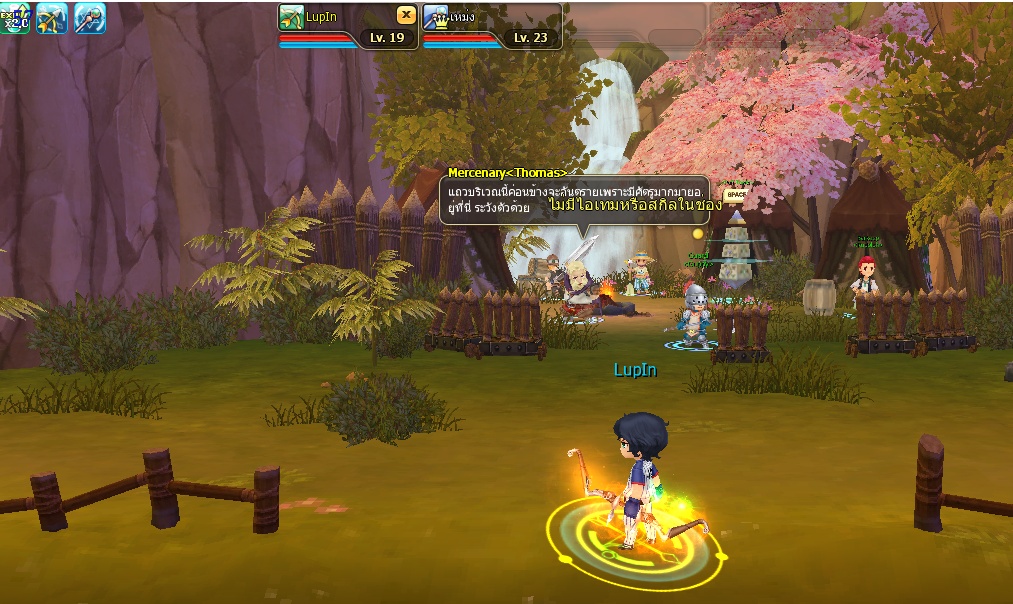 EXP
x2.0
LupIn
Lv. 19
Lv. 23
Mercenary<Thomas>
แถวบริเวณนี้ค่อนข้างจะอันตรายเพราะมีศัตรูมากมายอ
ยู่ที่นี่ ระวังตัวด้วย
ไม่มีไอเทมหรือสกิลในช่อง
SPACE
LupIn